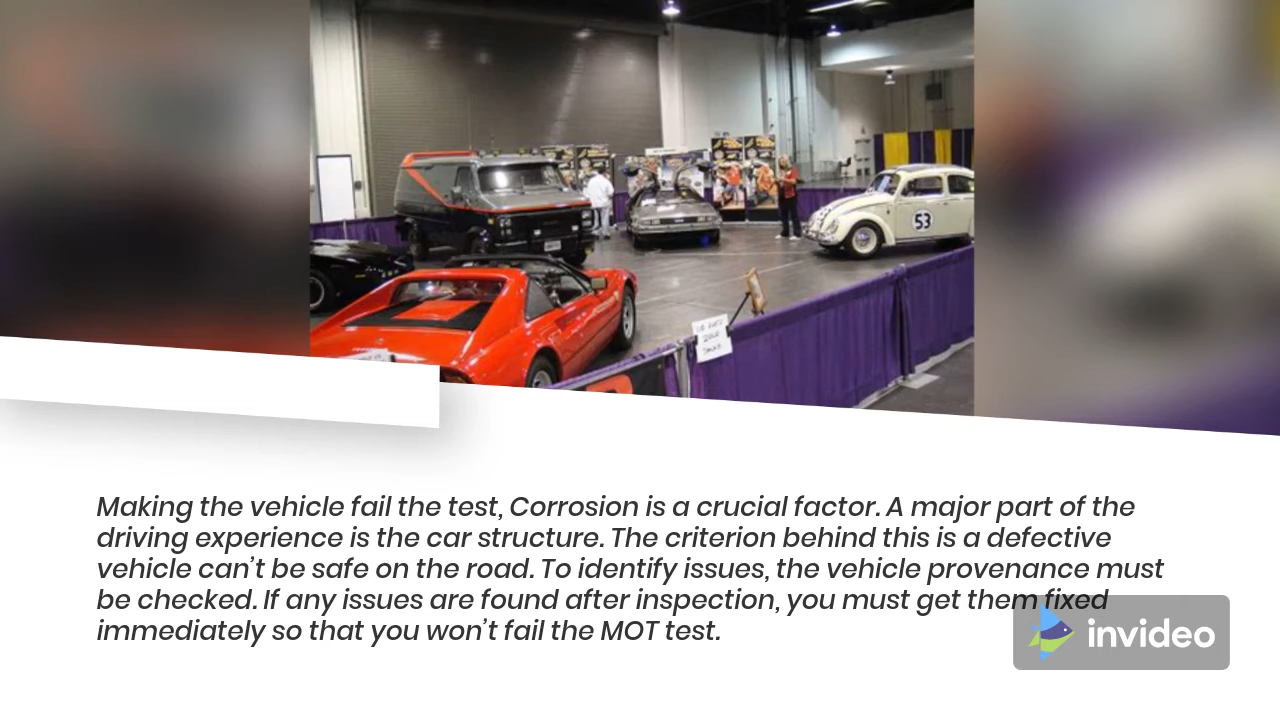 53
Making the vehicle fail the test, Corrosion is a crucial factor. A major part of the
driving experience is the car structure. The criterion behind this is a defective
vehicle can't be safe on the road. To identify issues, the vehicle provenance must
be checked. If any issues are found after inspection, you must get them fixed
immediately so that you won't fail the MOT test.
invideo